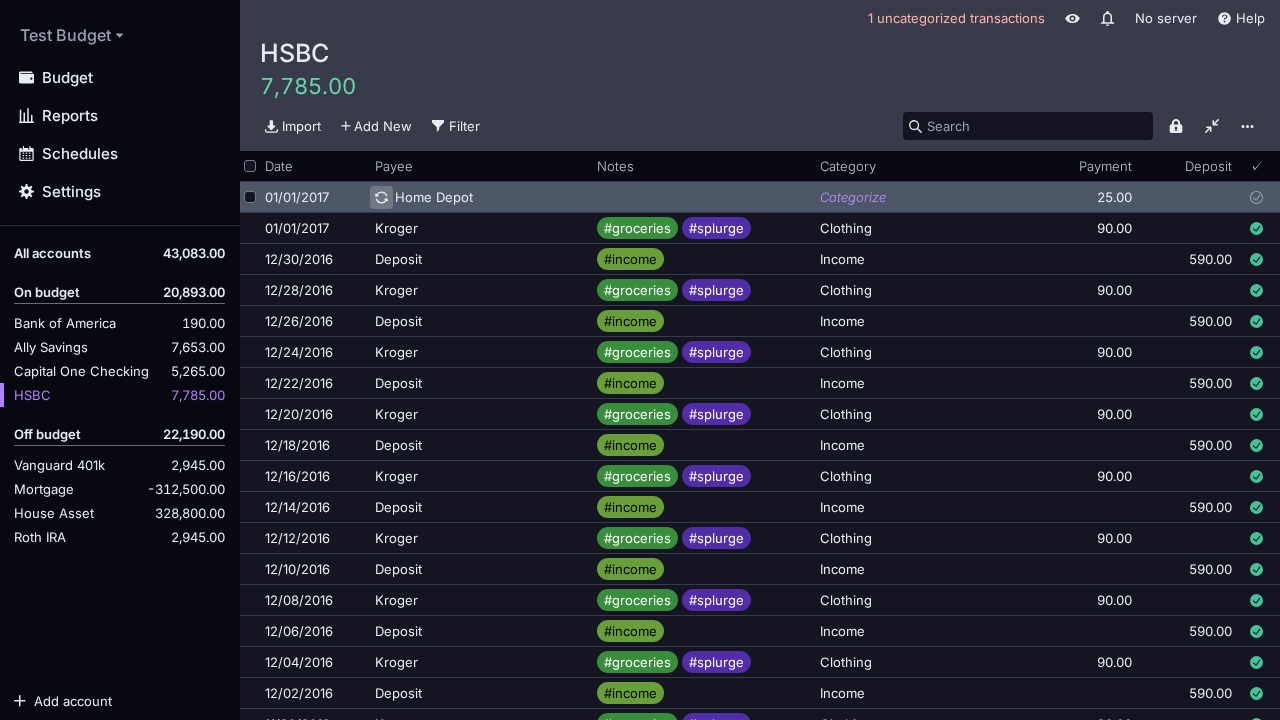 Test Budget
Budget
Reports
Schedules
Settings
All accounts 43,083.00
On budget 20,893.00
Bank of America 190.00
Ally Savings 7,653.00
Capital One Checking 5,265.00
HSBC 7,785.00
Off budget 22,190.00
Vanguard 401k 2,945.00
Mortgage -312,500.00
House Asset 328,800.00
Roth IRA 2,945.00
Add account
1 uncategorized transactions No server Help
HSBC
7,785.00
Import Add New Filter Search
Date Payee Notes Category Payment Deposit ✓
01/01/2017 Home Depot Categorize 25.00
01/01/2017 Kroger #groceries #splurge Clothing 90.00
12/30/2016 Deposit #income Income 590.00
12/28/2016 Kroger #groceries #splurge Clothing 90.00
12/26/2016 Deposit #income Income 590.00
12/24/2016 Kroger #groceries #splurge Clothing 90.00
12/22/2016 Deposit #income Income 590.00
12/20/2016 Kroger #groceries #splurge Clothing 90.00
12/18/2016 Deposit #income Income 590.00
12/16/2016 Kroger #groceries #splurge Clothing 90.00
12/14/2016 Deposit #income Income 590.00
12/12/2016 Kroger #groceries #splurge Clothing 90.00
12/10/2016 Deposit #income Income 590.00
12/08/2016 Kroger #groceries #splurge Clothing 90.00
12/06/2016 Deposit #income Income 590.00
12/04/2016 Kroger #groceries #splurge Clothing 90.00
12/02/2016 Deposit #income Income 590.00